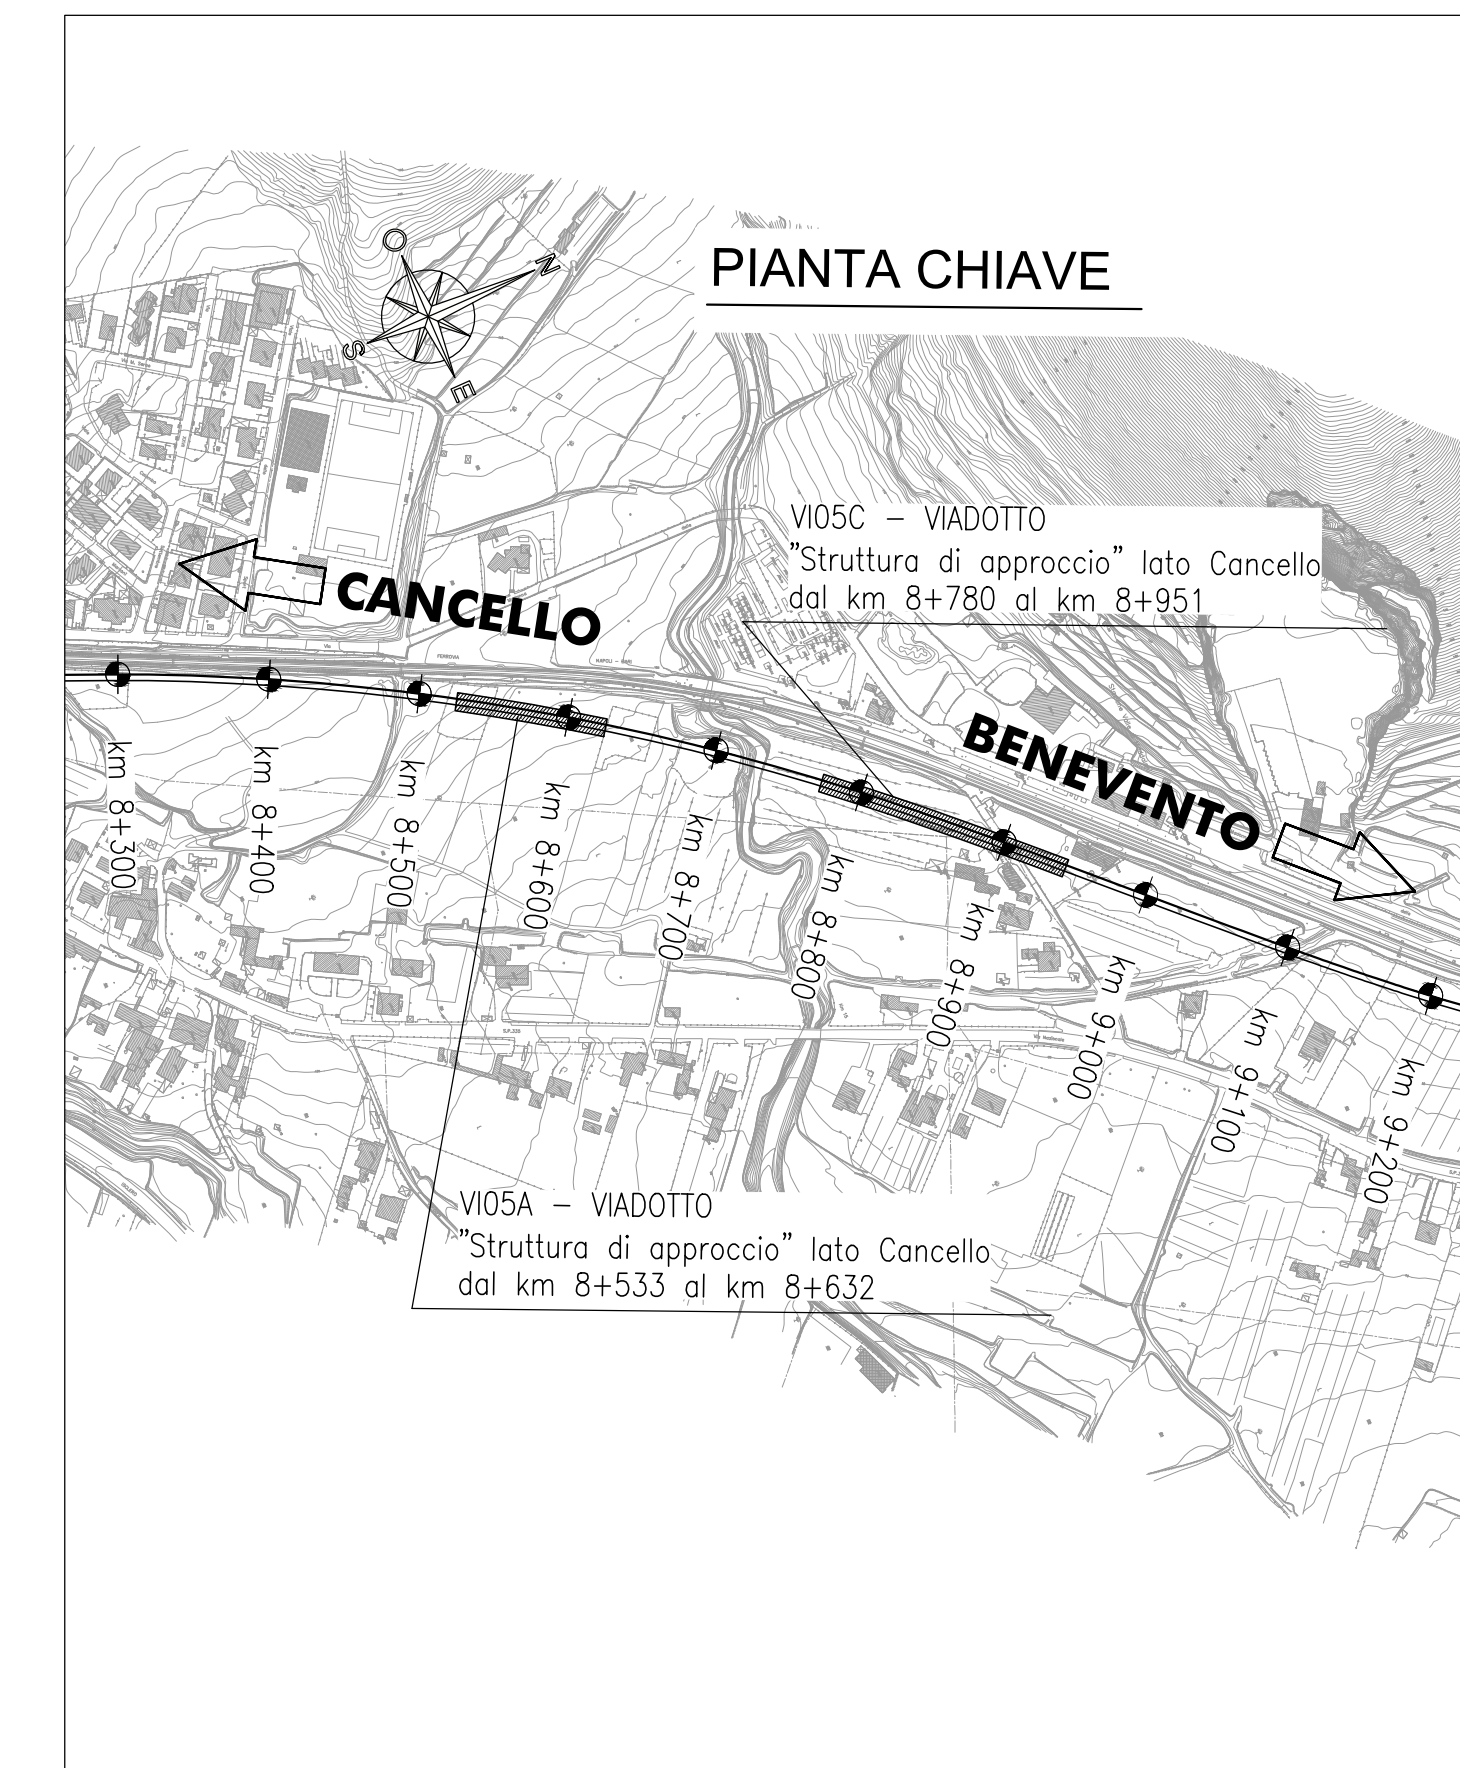 PIANTA CHIAVE
O
N
S
E
VI05C – VIADOTTO
"Struttura di approccio" lato Cancello
dal km 8+780 al km 8+951
CANCELLO
BENEVENTO
FERROVIA
NAPOLI – BARI
km 8+300
km 8+400
km 8+500
km 8+600
km 8+700
km 8+800
km 8+900
km 9+000
km 9+100
km 9+200
VI05A – VIADOTTO
"Struttura di approccio" lato Cancello
dal km 8+533 al km 8+632